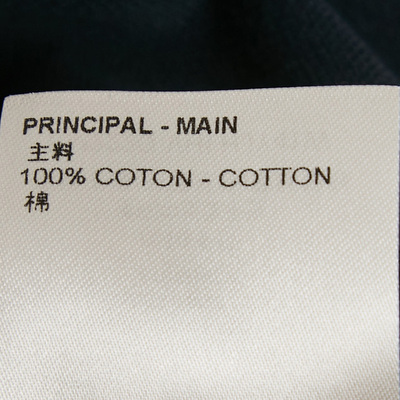 PRINCIPAL - MAIN
主料
100% COTON - COTTON
棉